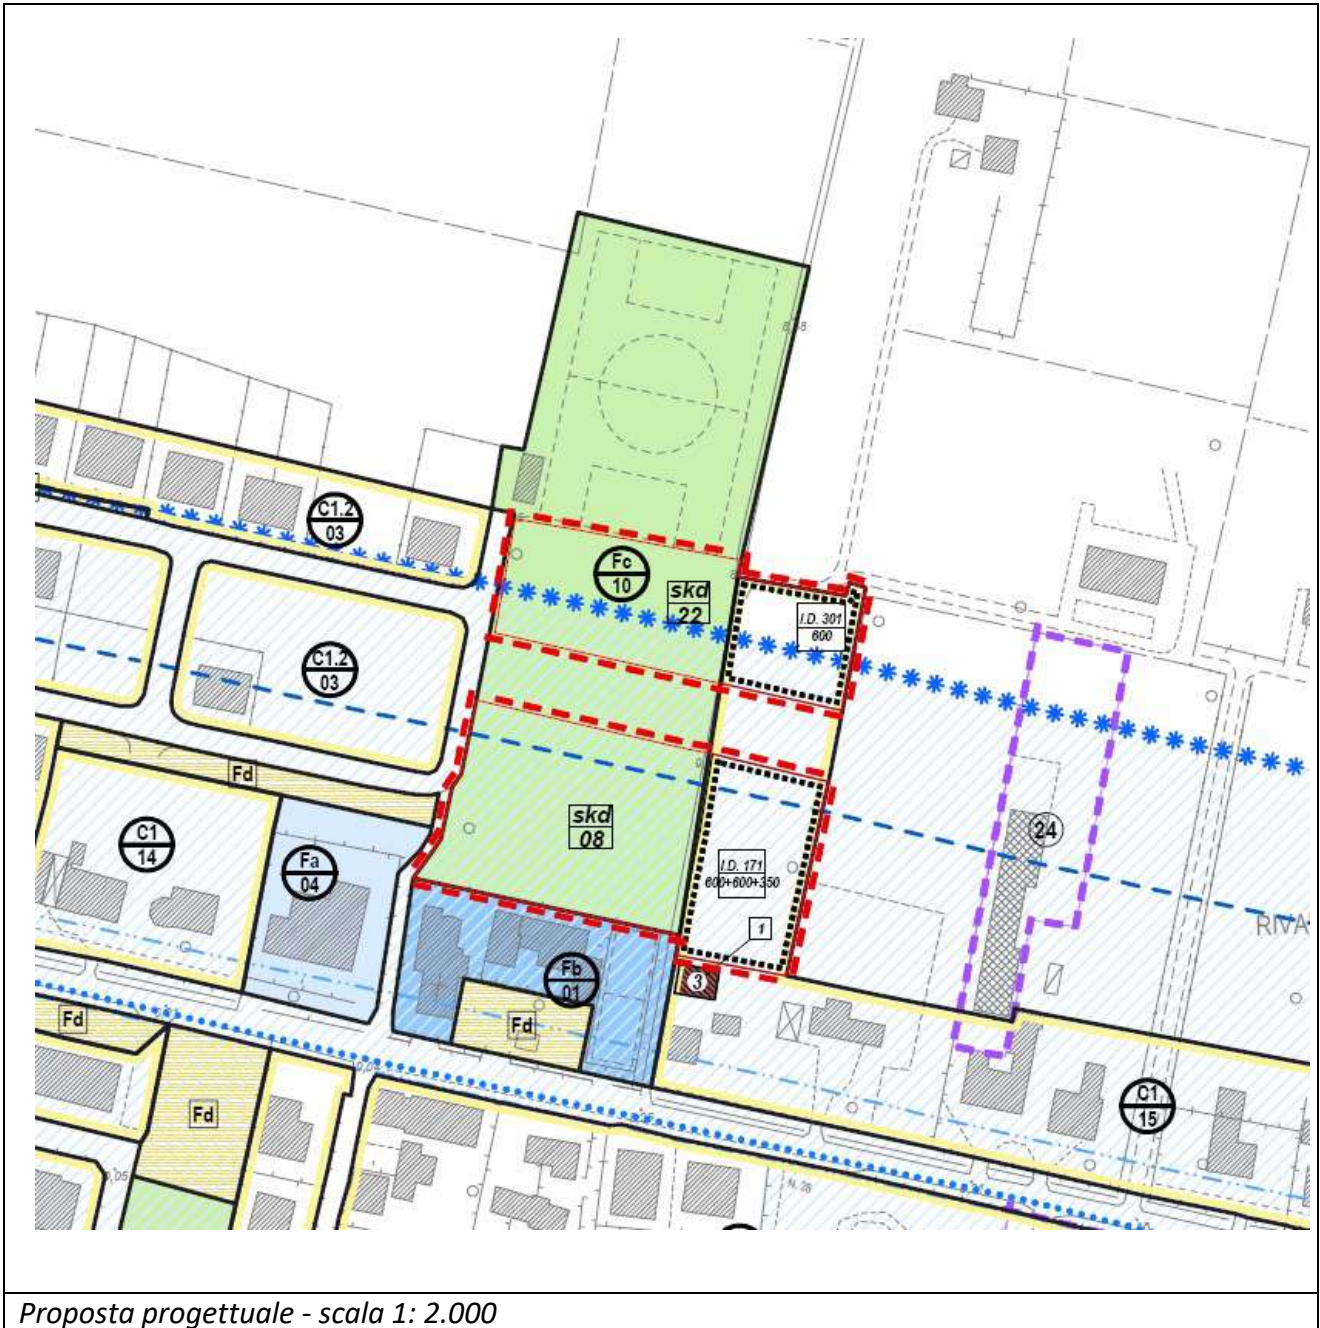 C1.2
03
Fc
10
skd
22
I.D. 301
600
C1.2
03
Fd
skd
08
24
C1
14
Fa
04
I.D. 171
600+600+350
1
RIVA
Fb
01
3
Fd
Fd
C1
15
Fd
N. 28
Proposta progettuale - scala 1: 2.000